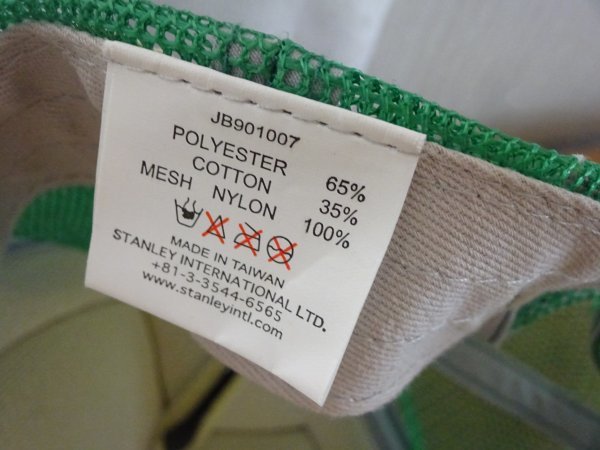 JB901007
POLYESTER 65%
COTTON 35%
MESH NYLON 100%
MADE IN TAIWAN
STANLEY INTERNATIONAL LTD.
+81-3-3544-6565
www.stanleyintl.com